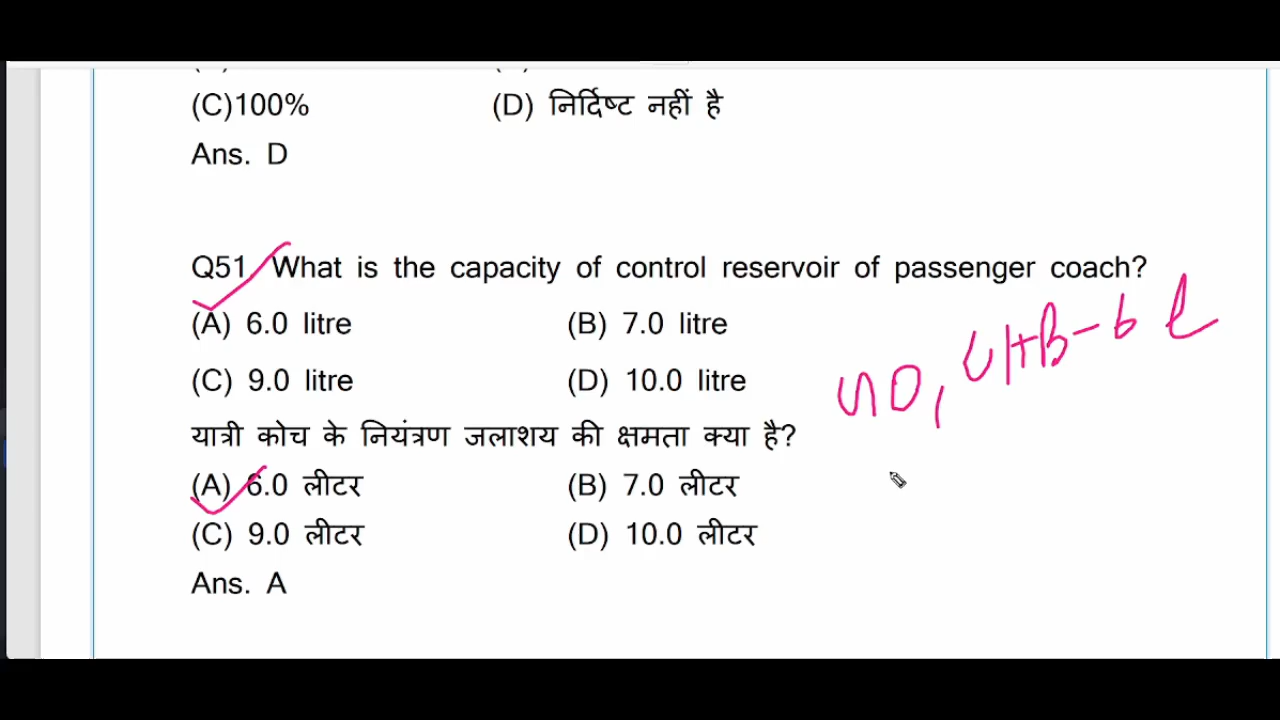 (C)100% (D) निर्दिष्ट नहीं है
Ans. D
Q51 What is the capacity of control reservoir of passenger coach?
(A) 6.0 litre (B) 7.0 litre
(C) 9.0 litre (D) 10.0 litre
यात्री कोच के नियंत्रण जलाशय की क्षमता क्या है?
(A) 6.0 लीटर (B) 7.0 लीटर
(C) 9.0 लीटर (D) 10.0 लीटर
Ans. A